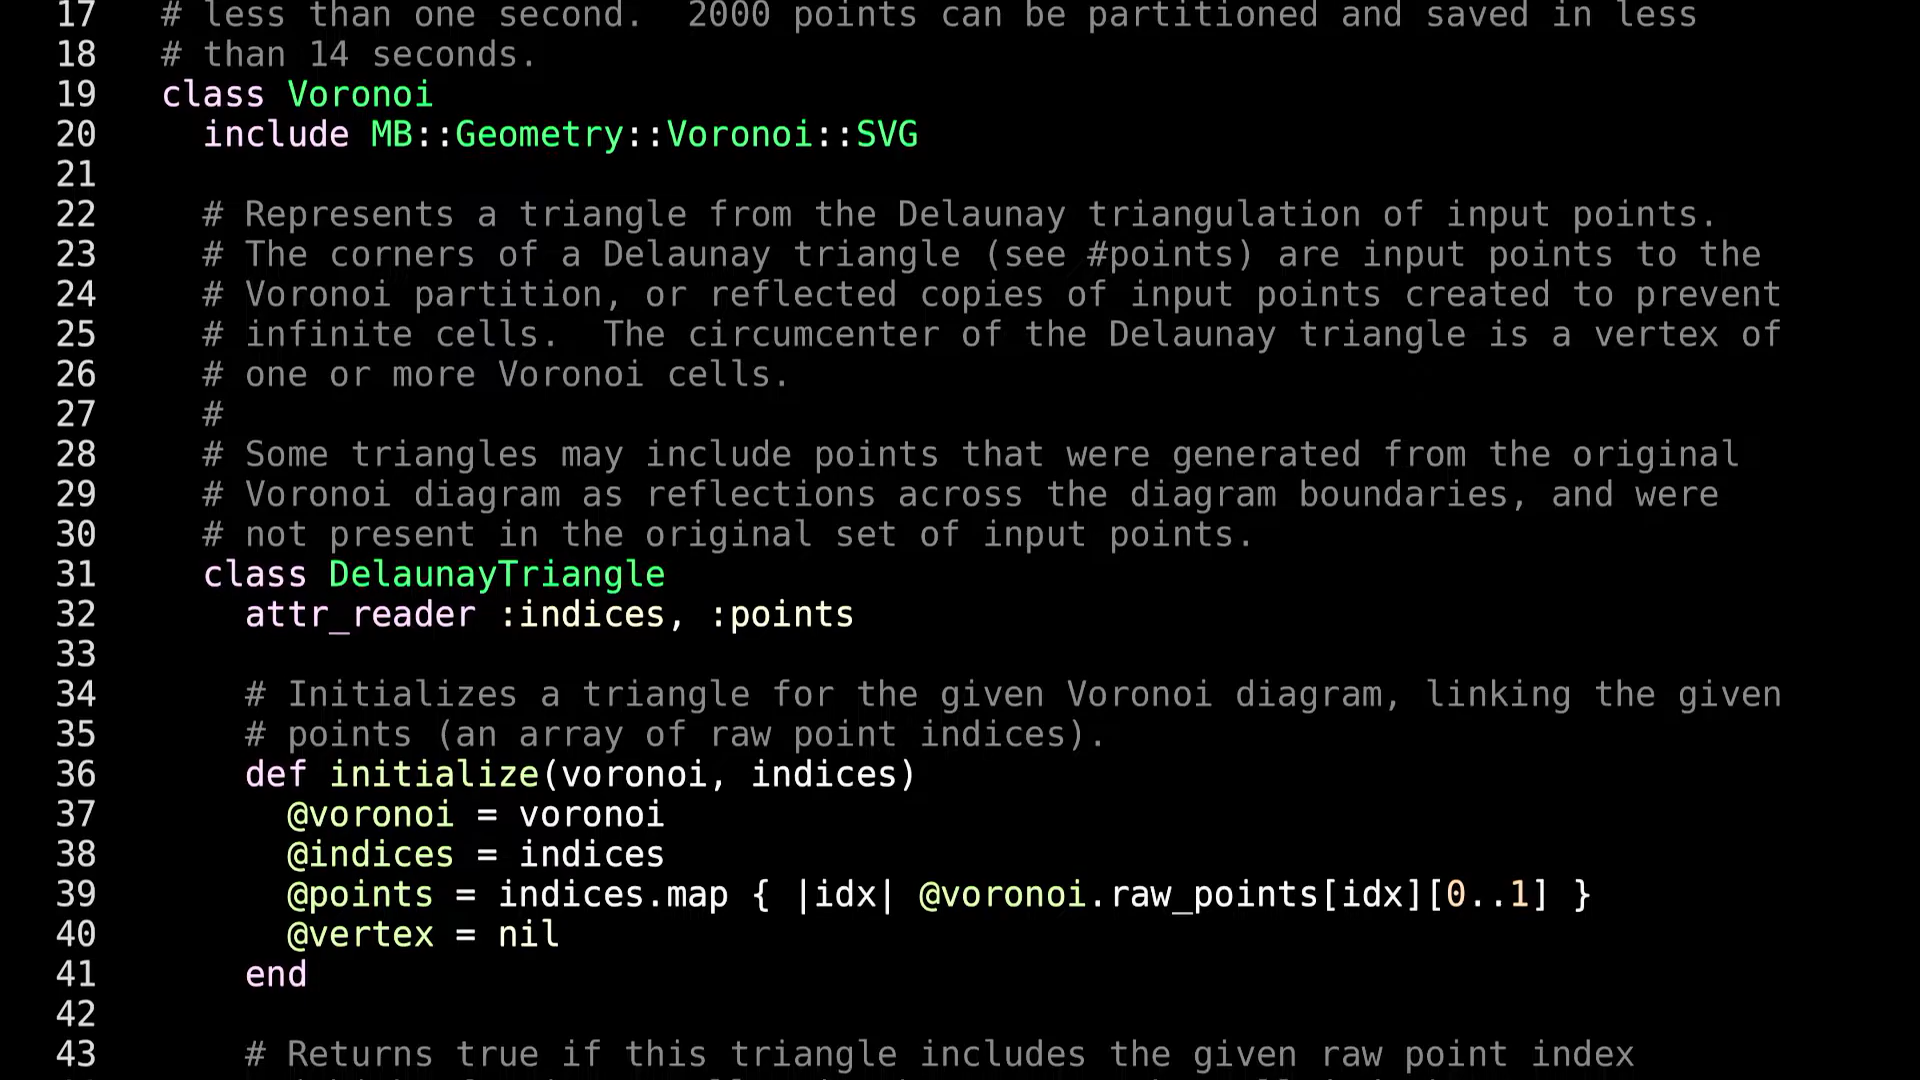 17 # less than one second.  2000 points can be partitioned and saved in less
18 # than 14 seconds.
19 class Voronoi
20 include MB::Geometry::Voronoi::SVG
21
22 # Represents a triangle from the Delaunay triangulation of input points.
23 # The corners of a Delaunay triangle (see #points) are input points to the
24 # Voronoi partition, or reflected copies of input points created to prevent
25 # infinite cells.  The circumcenter of the Delaunay triangle is a vertex of
26 # one or more Voronoi cells.
27 #
28 # Some triangles may include points that were generated from the original
29 # Voronoi diagram as reflections across the diagram boundaries, and were
30 # not present in the original set of input points.
31 class DelaunayTriangle
32 attr_reader :indices, :points
33
34 # Initializes a triangle for the given Voronoi diagram, linking the given
35 # points (an array of raw point indices).
36 def initialize(voronoi, indices)
37 @voronoi = voronoi
38 @indices = indices
39 @points = indices.map { |idx| @voronoi.raw_points[idx][0..1] }
40 @vertex = nil
41 end
42
43 # Returns true if this triangle includes the given raw point index